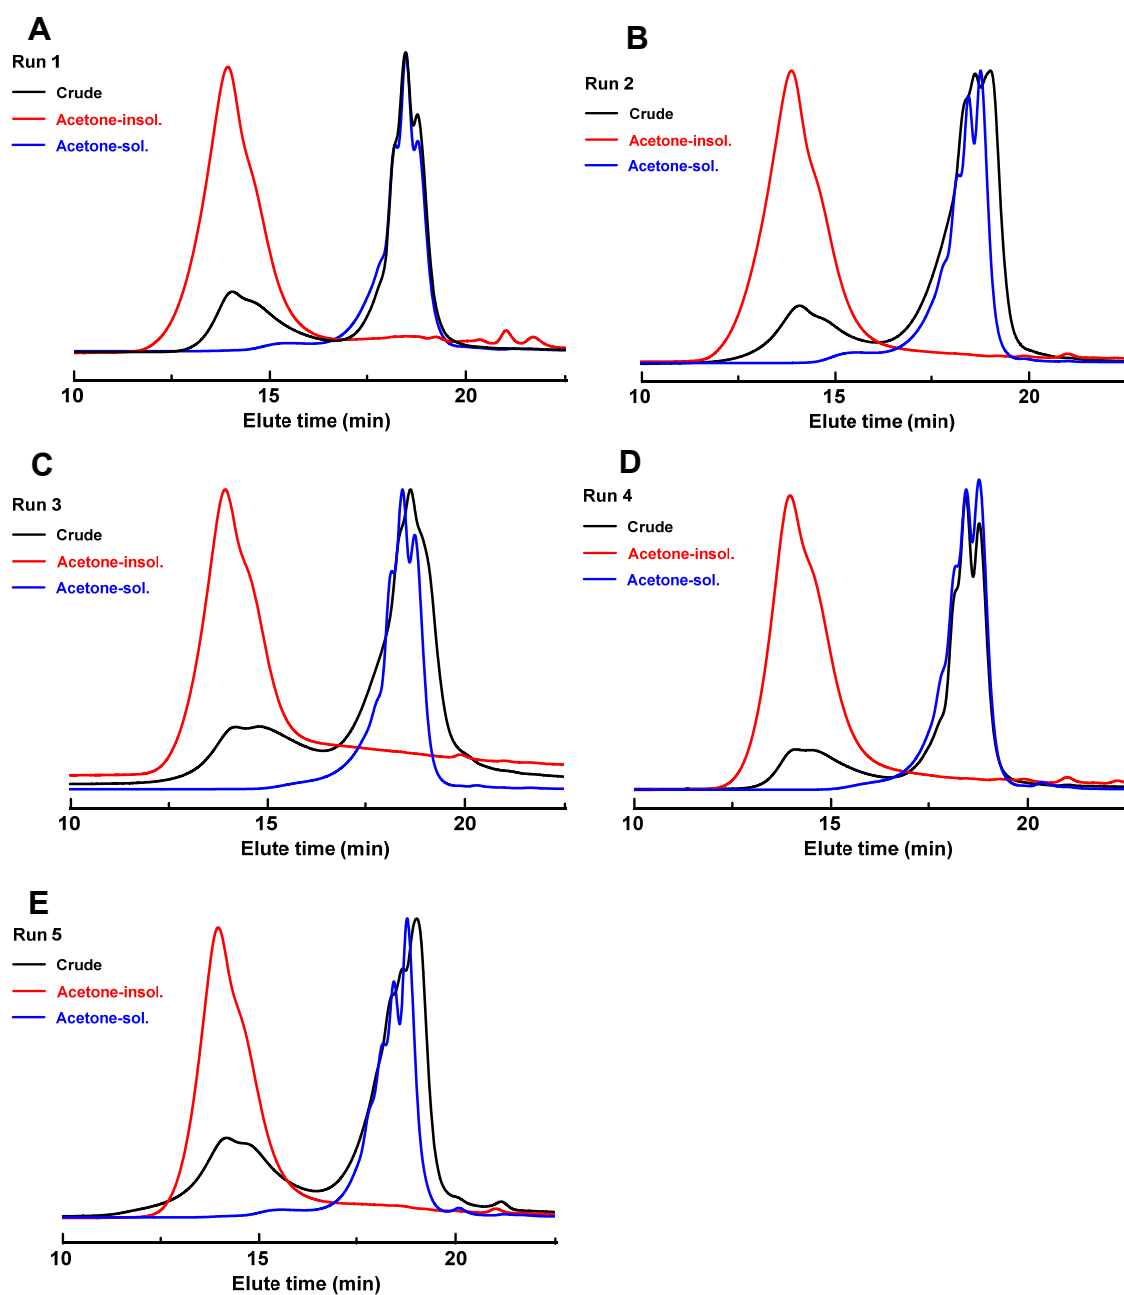 A
Run 1
Crude
Acetone-insol.
Acetone-sol.
10 15 20
Elute time (min)
B
Run 2
Crude
Acetone-insol.
Acetone-sol.
10 15 20
Elute time (min)
C
Run 3
Crude
Acetone-insol.
Acetone-sol.
10 15 20
Elute time (min)
D
Run 4
Crude
Acetone-insol.
Acetone-sol.
10 15 20
Elute time (min)
E
Run 5
Crude
Acetone-insol.
Acetone-sol.
10 15 20
Elute time (min)